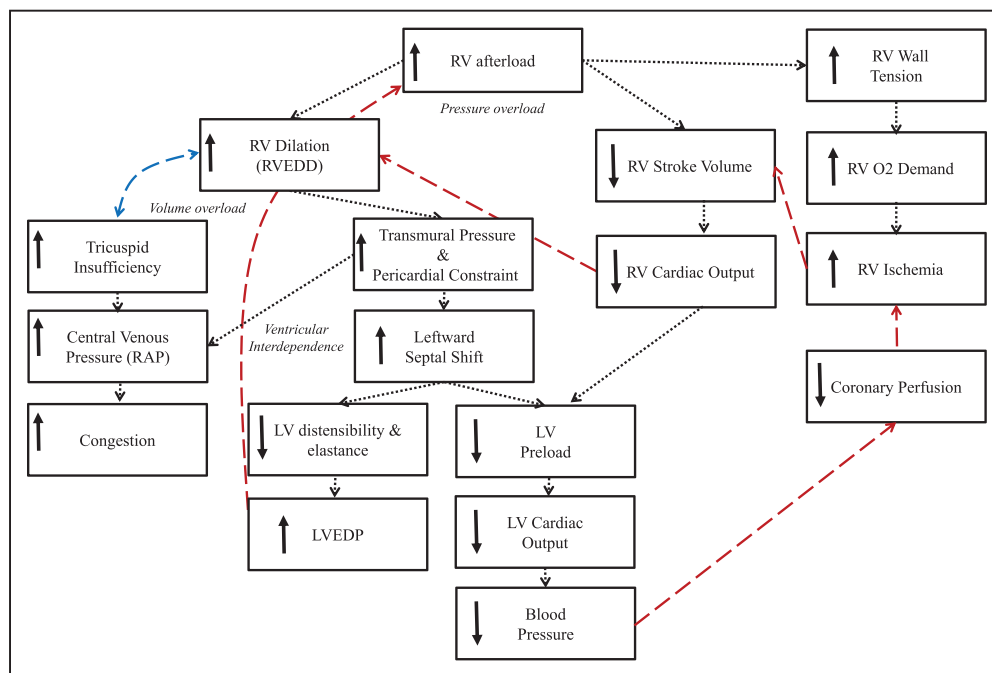 RV afterload
RV Wall
Tension
Pressure overload
RV Dilation
(RVEDD)
RV Stroke Volume
RV O2 Demand
Volume overload
Tricuspid
Insufficiency
Transmural Pressure
&
Pericardial Constraint
RV Cardiac Output
RV Ischemia
Central Venous
Pressure (RAP)
Ventricular
Interdependence
Leftward
Septal Shift
Coronary Perfusion
Congestion
LV distensibility &
elastance
LV
Preload
LVEDP
LV Cardiac
Output
Blood
Pressure